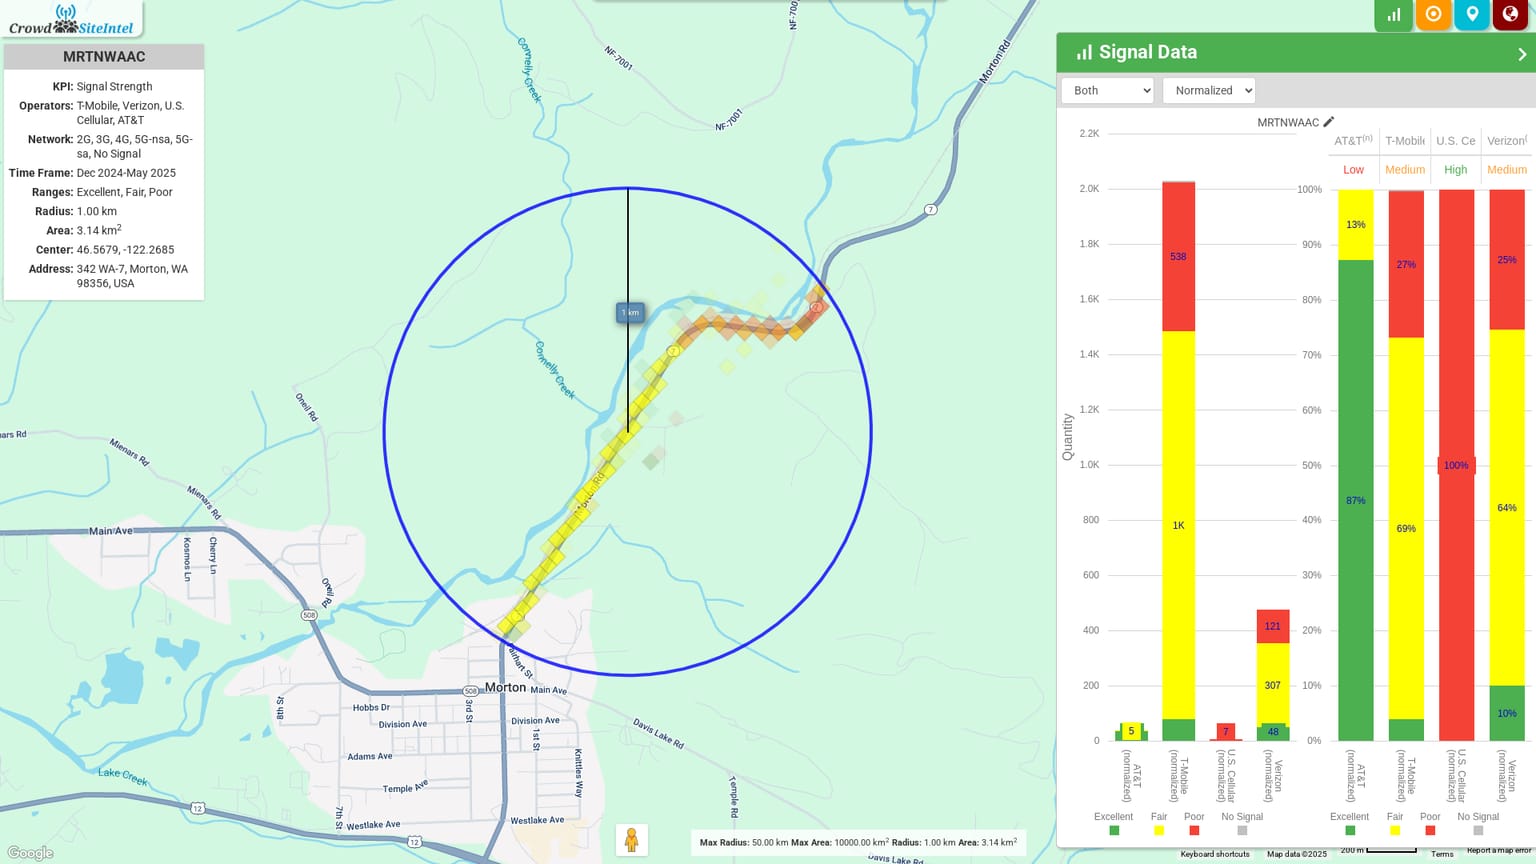 CrowdSiteIntel
MRTNWAAC
KPI: Signal Strength
Operators: T-Mobile, Verizon, U.S.
Cellular, AT&T
Network: 2G, 3G, 4G, 5G-nsa, 5G-
sa, No Signal
Time Frame: Dec 2024-May 2025
Ranges: Excellent, Fair, Poor
Radius: 1.00 km
Area: 3.14 km2
Center: 46.5679, -122.2685
Address: 342 WA-7, Morton, WA
98356, USA
Connelly Creek
NF-7001
NF-7001
NF-700
Morton Rd
7
1 km
7
Connelly Creek
Oneil Rd
Mienars Rd
Mienars Rd
Morton Rd
Main Ave
Kosmos Ln
Cherry Ln
Oneil Rd
508
Fairhart St
508
Morton
Main Ave
8th St
3rd St
Hobbs Dr
Division Ave
Division Ave
1st St
Davis Lake Rd
Adams Ave
Knittles Way
Temple Ave
Temple Rd
Lake Creek
12
7th St
Westlake Ave
Westlake Ave
12
Davis Lake Rd
Google
Max Radius: 50.00 km Max Area: 10000.00 km2 Radius: 1.00 km Area: 3.14 km2
Keyboard shortcuts
Map data ©2025
200 m
Terms
Report a map error
Signal Data
Both
Normalized
MRTNWAAC
Quantity
2.2K
2.0K
1.8K
1.6K
1.4K
1.2K
1.0K
800
600
400
200
0
5
538
1K
7
121
307
48
AT&T (normalized)
T-Mobile (normalized)
U.S. Cellular (normalized)
Verizon (normalized)
Excellent
Fair
Poor
No Signal
AT&T(n)
T-Mobile
U.S. Ce
Verizon(
Low
Medium
High
Medium
100%
90%
80%
70%
60%
50%
40%
30%
20%
10%
0%
13%
87%
27%
69%
100%
25%
64%
10%
AT&T (normalized)
T-Mobile (normalized)
U.S. Cellular (normalized)
Verizon (normalized)
Excellent
Fair
Poor
No Signal